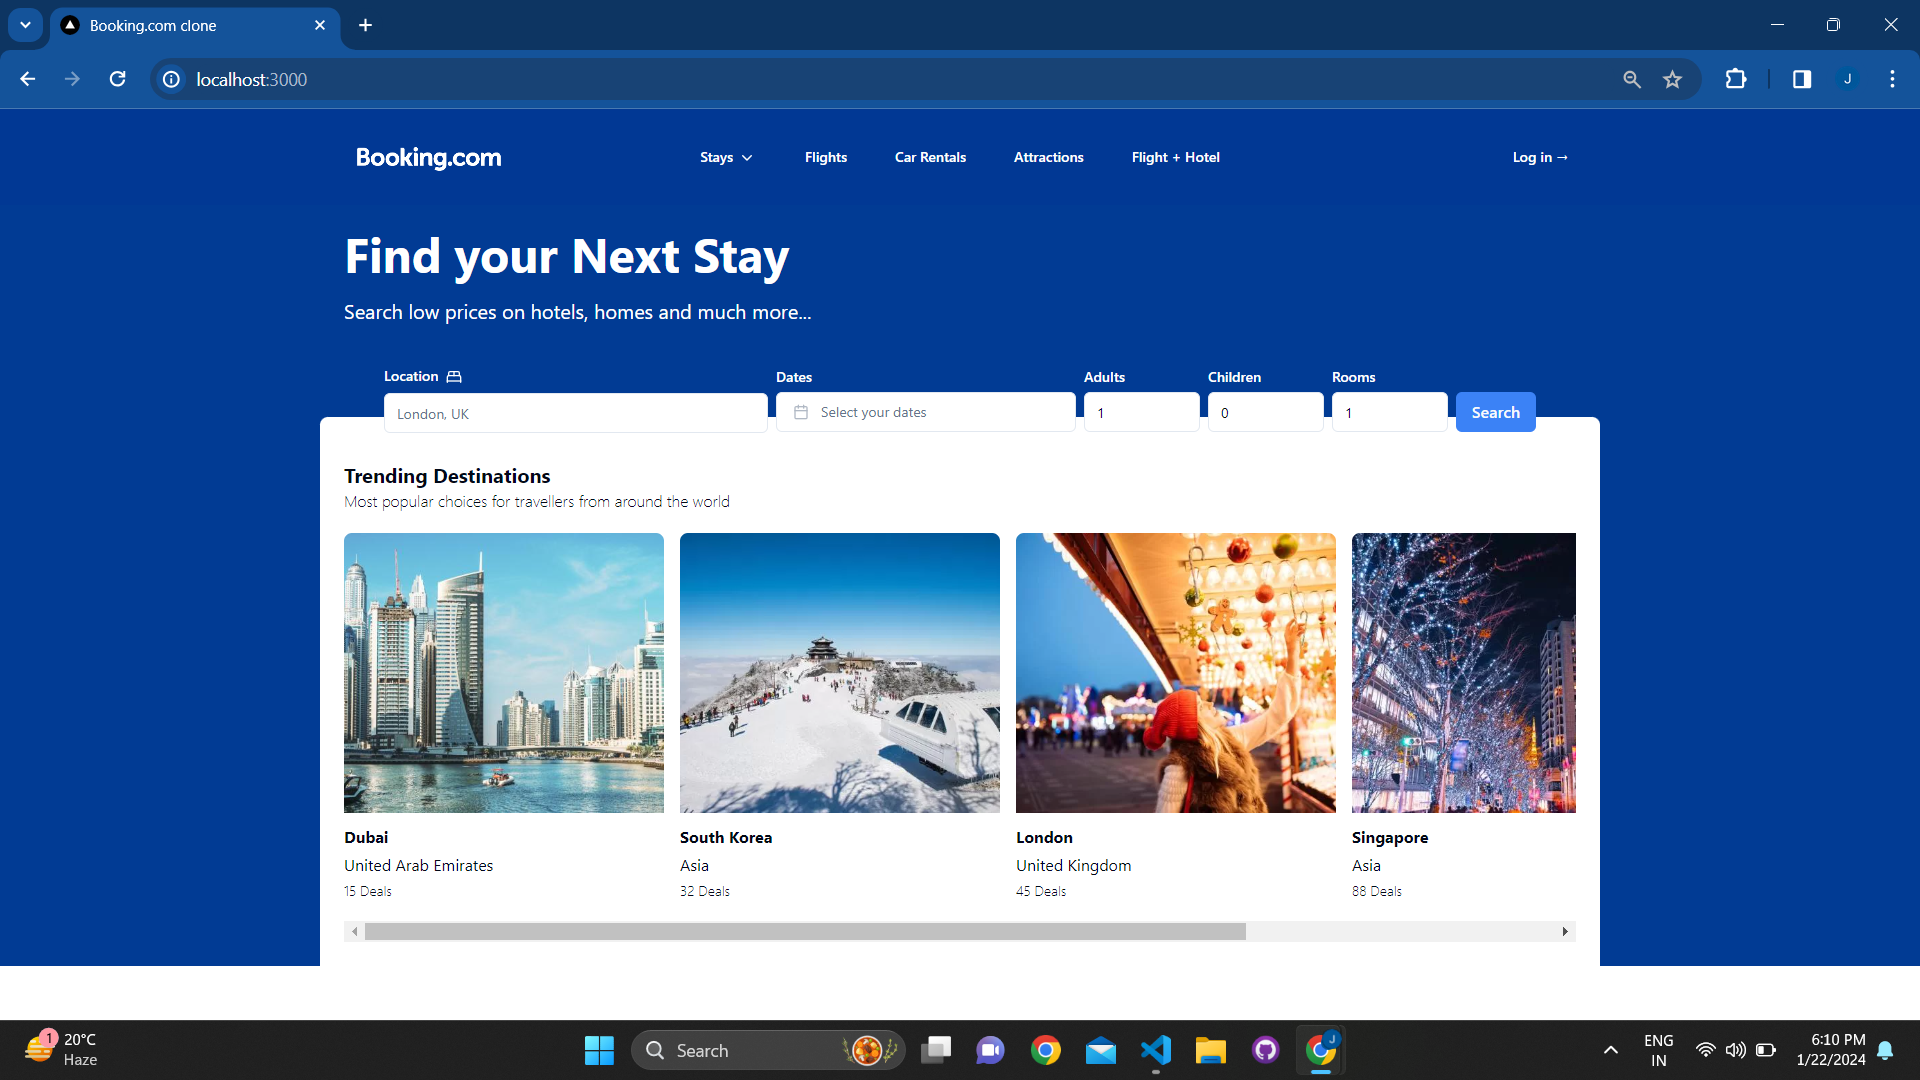 Booking.com clone
localhost:3000
J
Booking.com
Stays
Flights
Car Rentals
Attractions
Flight + Hotel
Log in →
Find your Next Stay
Search low prices on hotels, homes and much more...
Location
Dates
Adults
Children
Rooms
London, UK
Select your dates
1
0
1
Search
Trending Destinations
Most popular choices for travellers from around the world
Dubai
United Arab Emirates
15 Deals
South Korea
Asia
32 Deals
London
United Kingdom
45 Deals
Singapore
Asia
88 Deals
1
20°C
Haze
Search
J
ENG
IN
6:10 PM
1/22/2024